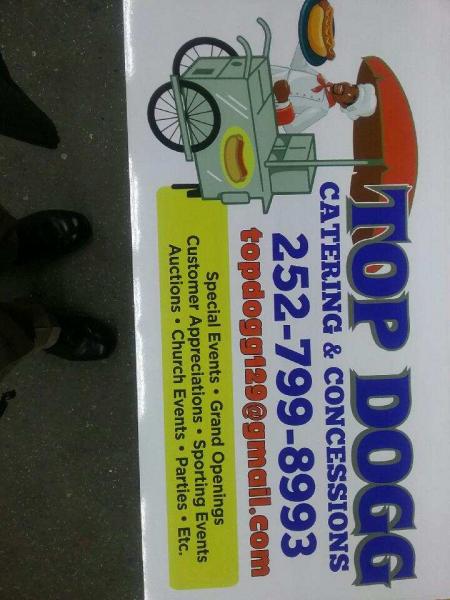 TOP DOGG
CATERING & CONCESSIONS
252-799-8993
topdogg129@gmail.com
Special Events • Grand Openings
Customer Appreciations • Sporting Events
Auctions • Church Events • Parties • Etc.